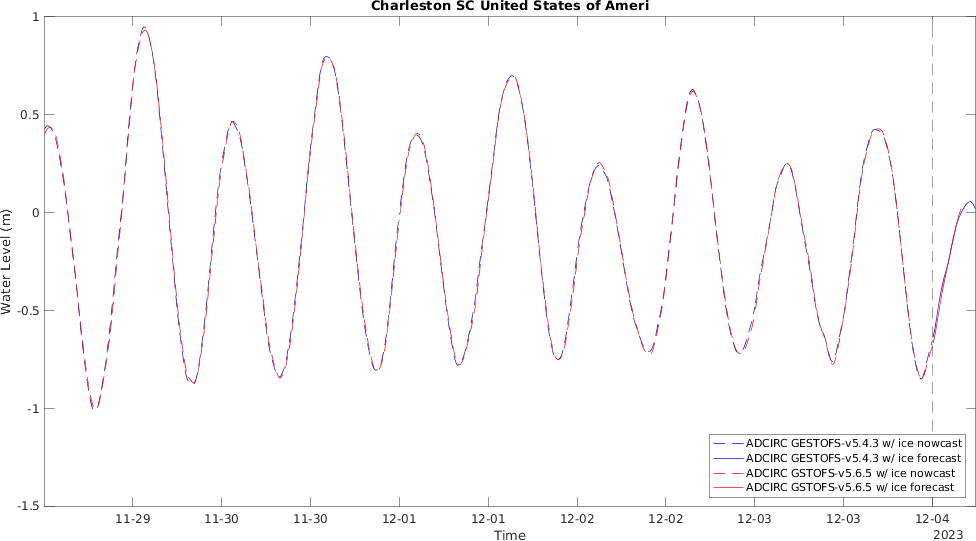 Charleston SC United States of Ameri
1
0.5
0
-0.5
-1
-1.5
Water Level (m)
11-29
11-30
11-30
12-01
12-01
12-02
12-02
12-03
12-03
12-04
Time
2023
ADCIRC GESTOFS-v5.4.3 w/ ice nowcast
ADCIRC GESTOFS-v5.4.3 w/ ice forecast
ADCIRC GSTOFS-v5.6.5 w/ ice nowcast
ADCIRC GSTOFS-v5.6.5 w/ ice forecast